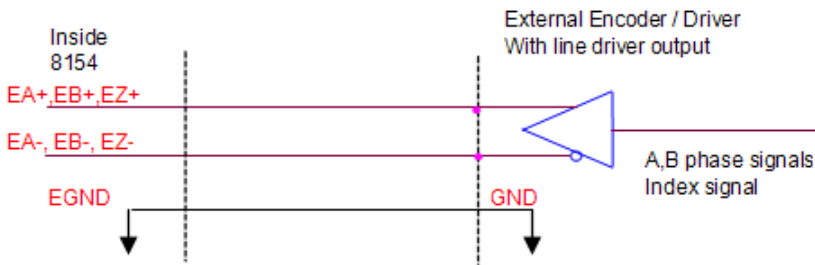 Inside
8154
External Encoder / Driver
With line driver output
EA+,EB+,EZ+
EA-, EB-, EZ-
A,B phase signals
Index signal
EGND
GND